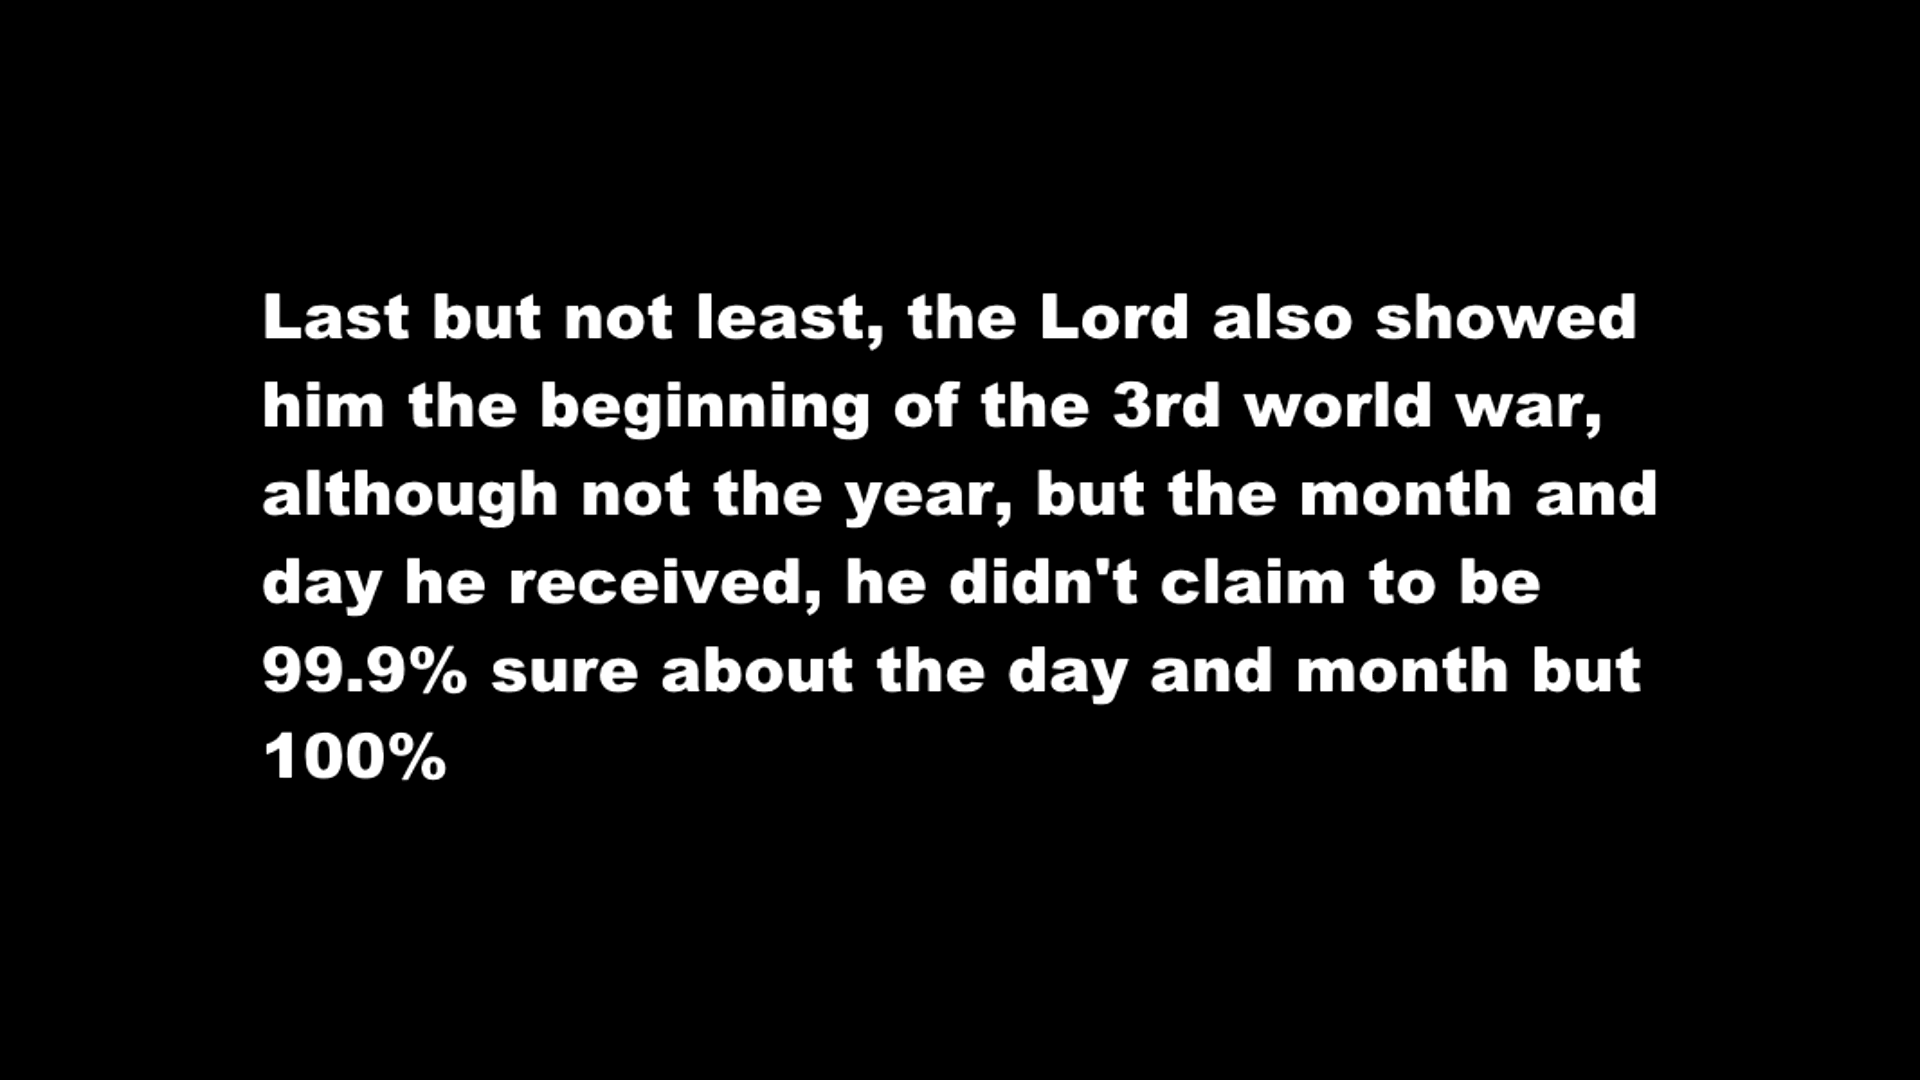 Last but not least, the Lord also showed
him the beginning of the 3rd world war,
although not the year, but the month and
day he received, he didn't claim to be
99.9% sure about the day and month but
100%